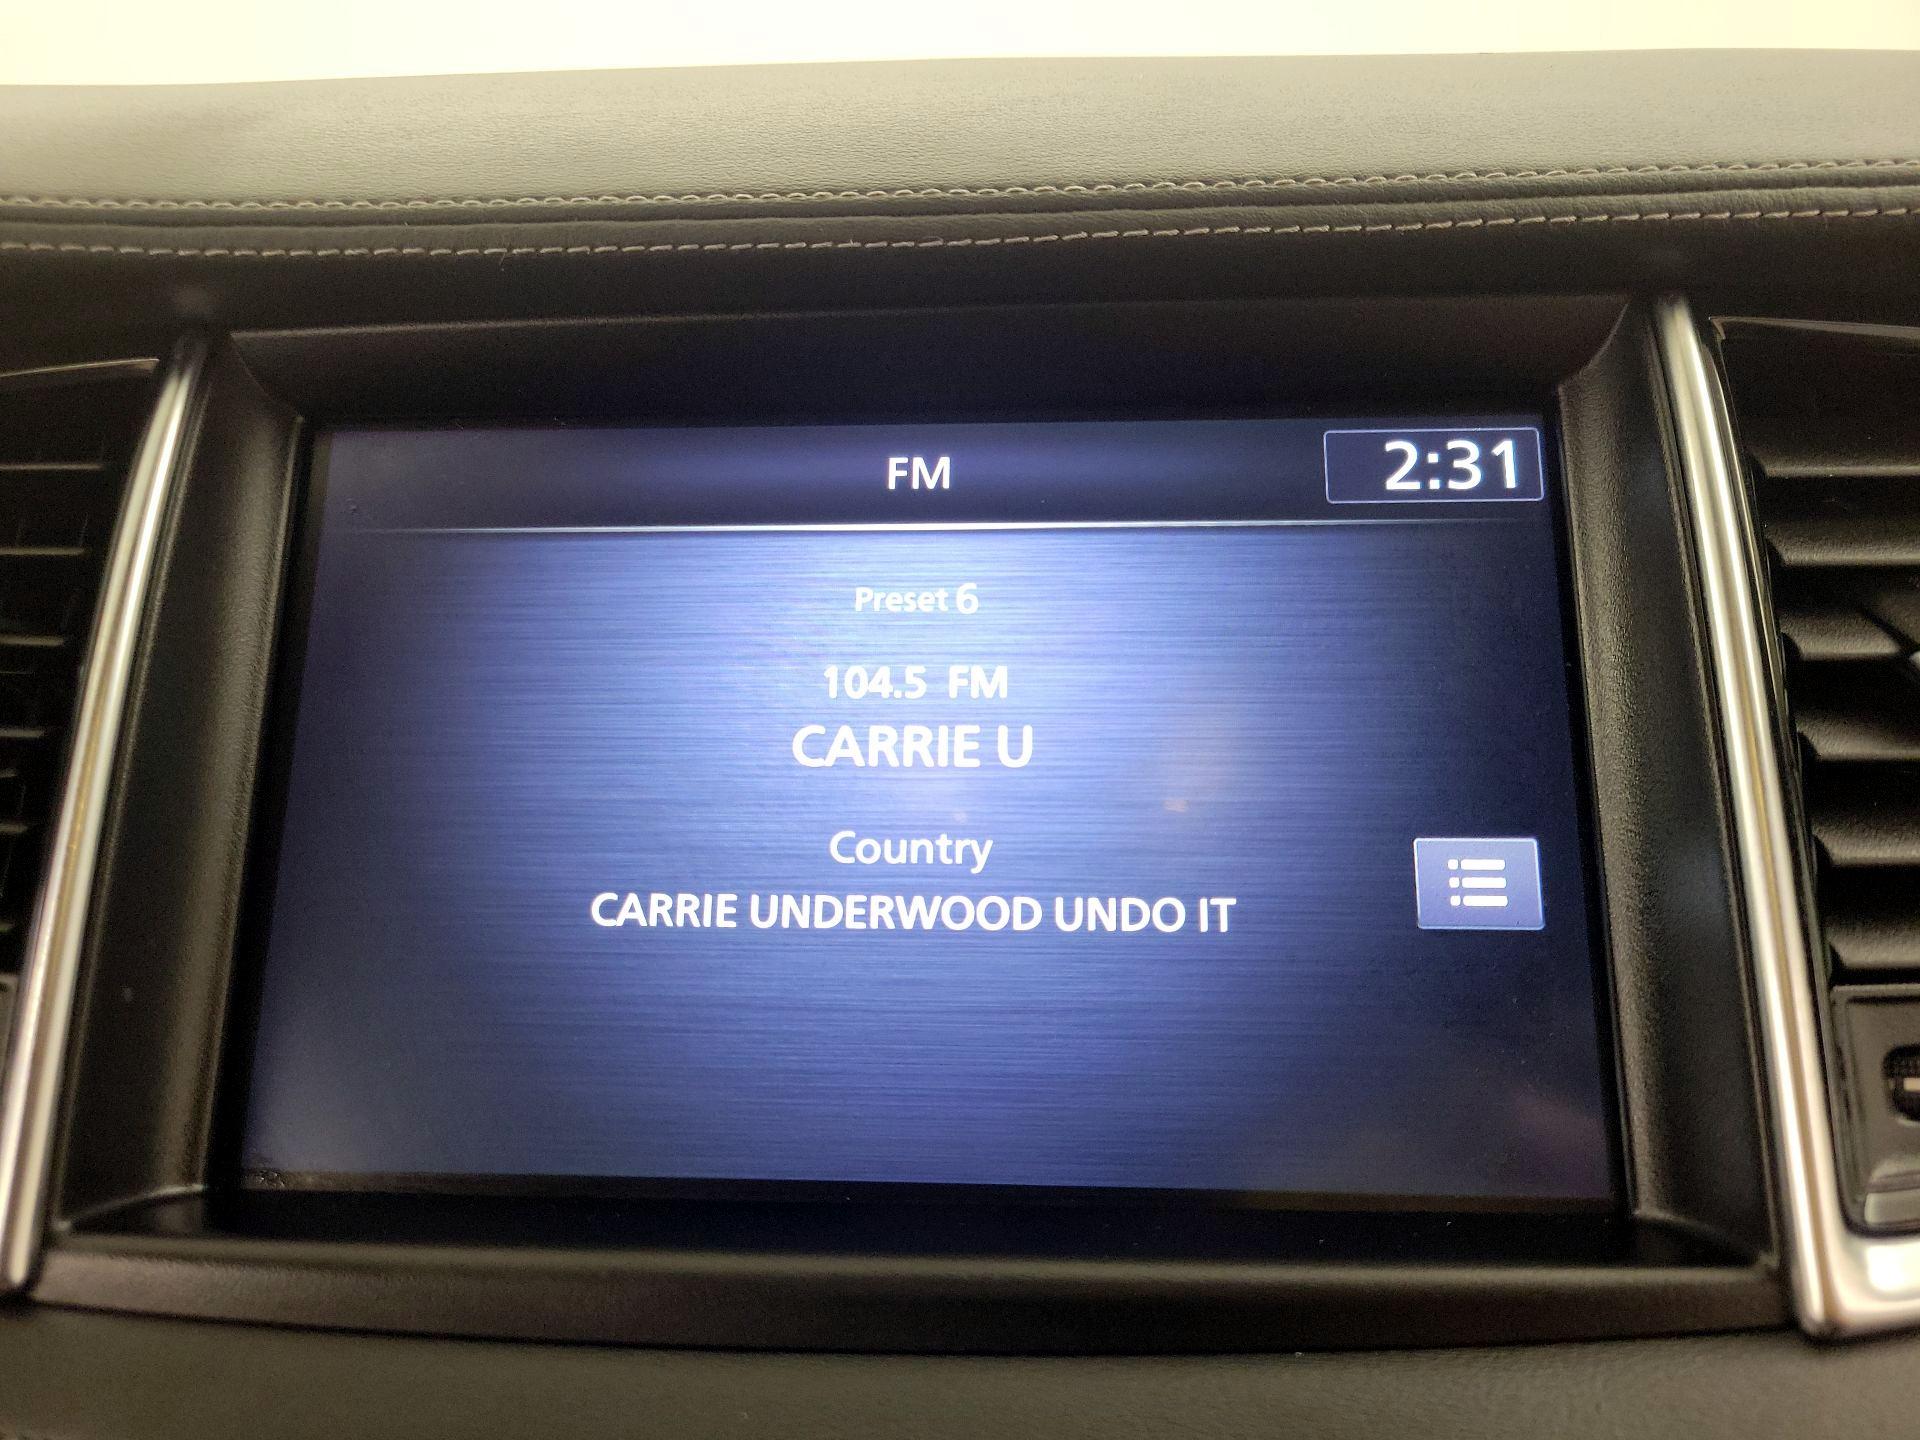 FM
2:31
Preset 6
104.5 FM
CARRIE U
Country
CARRIE UNDERWOOD UNDO IT